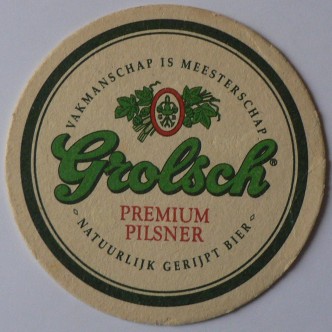 VAKMANSCHAP IS MEESTERSCHAP
Grolsch®
PREMIUM
PILSNER
NATUURLIJK GERIJPT BIER